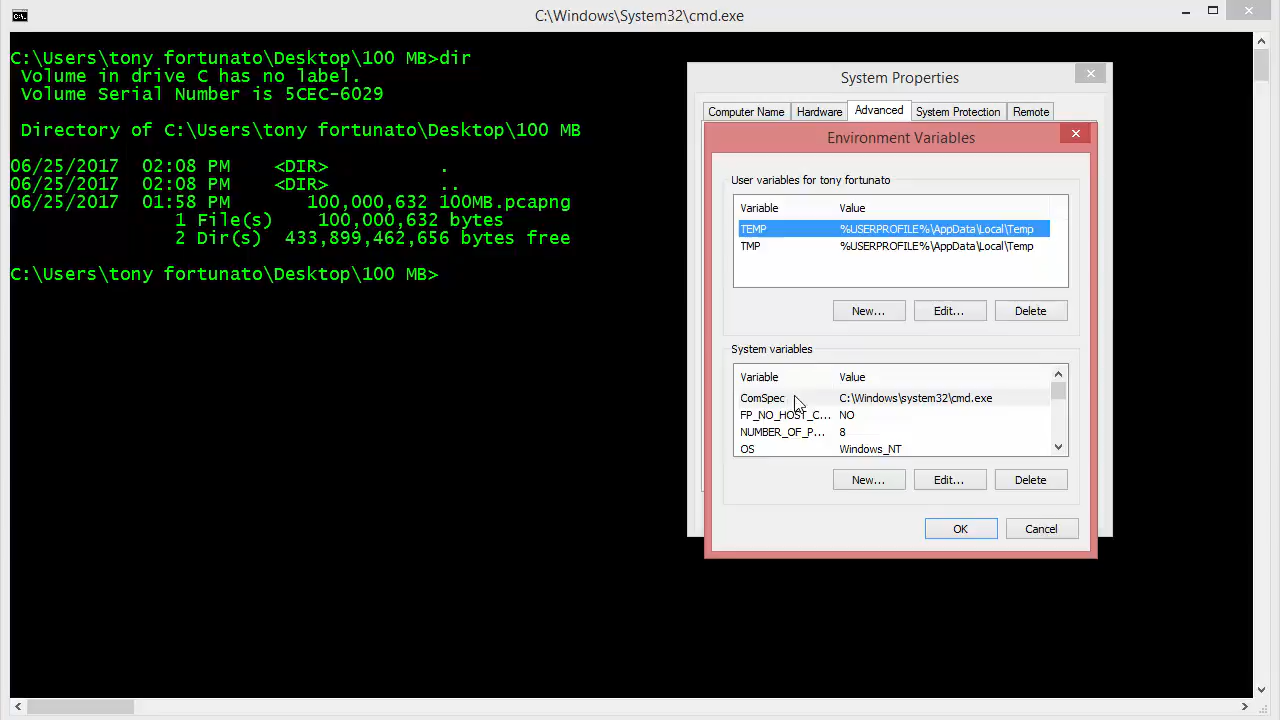 C:\Windows\System32\cmd.exe
C:\Users\tony fortunato\Desktop\100 MB>dir
Volume in drive C has no label.
Volume Serial Number is 5CEC-6029
Directory of C:\Users\tony fortunato\Desktop\100 MB
06/25/2017  02:08 PM    <DIR>          .
06/25/2017  02:08 PM    <DIR>          ..
06/25/2017  01:58 PM       100,000,632 100MB.pcapng
1 File(s)    100,000,632 bytes
2 Dir(s)  433,899,462,656 bytes free
C:\Users\tony fortunato\Desktop\100 MB>
System Properties
Computer Name Hardware Advanced System Protection Remote
Environment Variables
User variables for tony fortunato
Variable Value
TEMP %USERPROFILE%\AppData\Local\Temp
TMP %USERPROFILE%\AppData\Local\Temp
New... Edit... Delete
System variables
Variable Value
ComSpec C:\Windows\system32\cmd.exe
FP_NO_HOST_C... NO
NUMBER_OF_P... 8
OS Windows_NT
New... Edit... Delete
OK Cancel